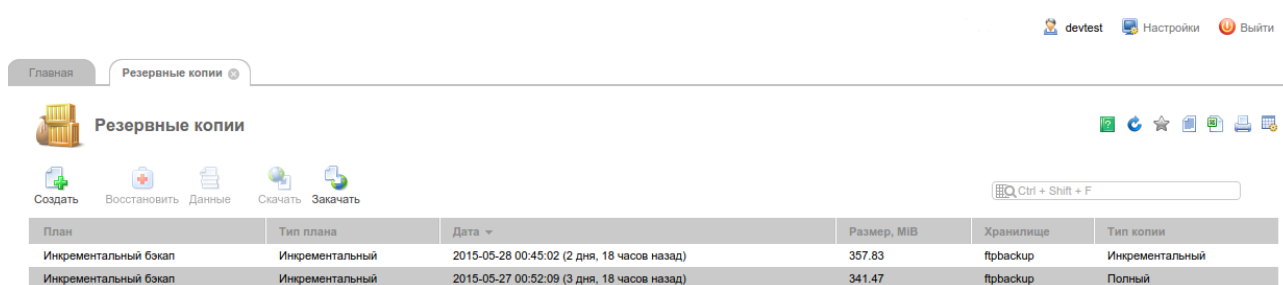 devtest Настройки Выйти
Главная Резервные копии
Резервные копии
Создать Восстановить Данные Скачать Закачать Ctrl + Shift + F
План Тип плана Дата Размер, MiB Хранилище Тип копии
Инкрементальный бэкап Инкрементальный 2015-05-28 00:45:02 (2 дня, 18 часов назад) 357.83 ftpbackup Инкрементальный
Инкрементальный бэкап Инкрементальный 2015-05-27 00:52:09 (3 дня, 18 часов назад) 341.47 ftpbackup Полный